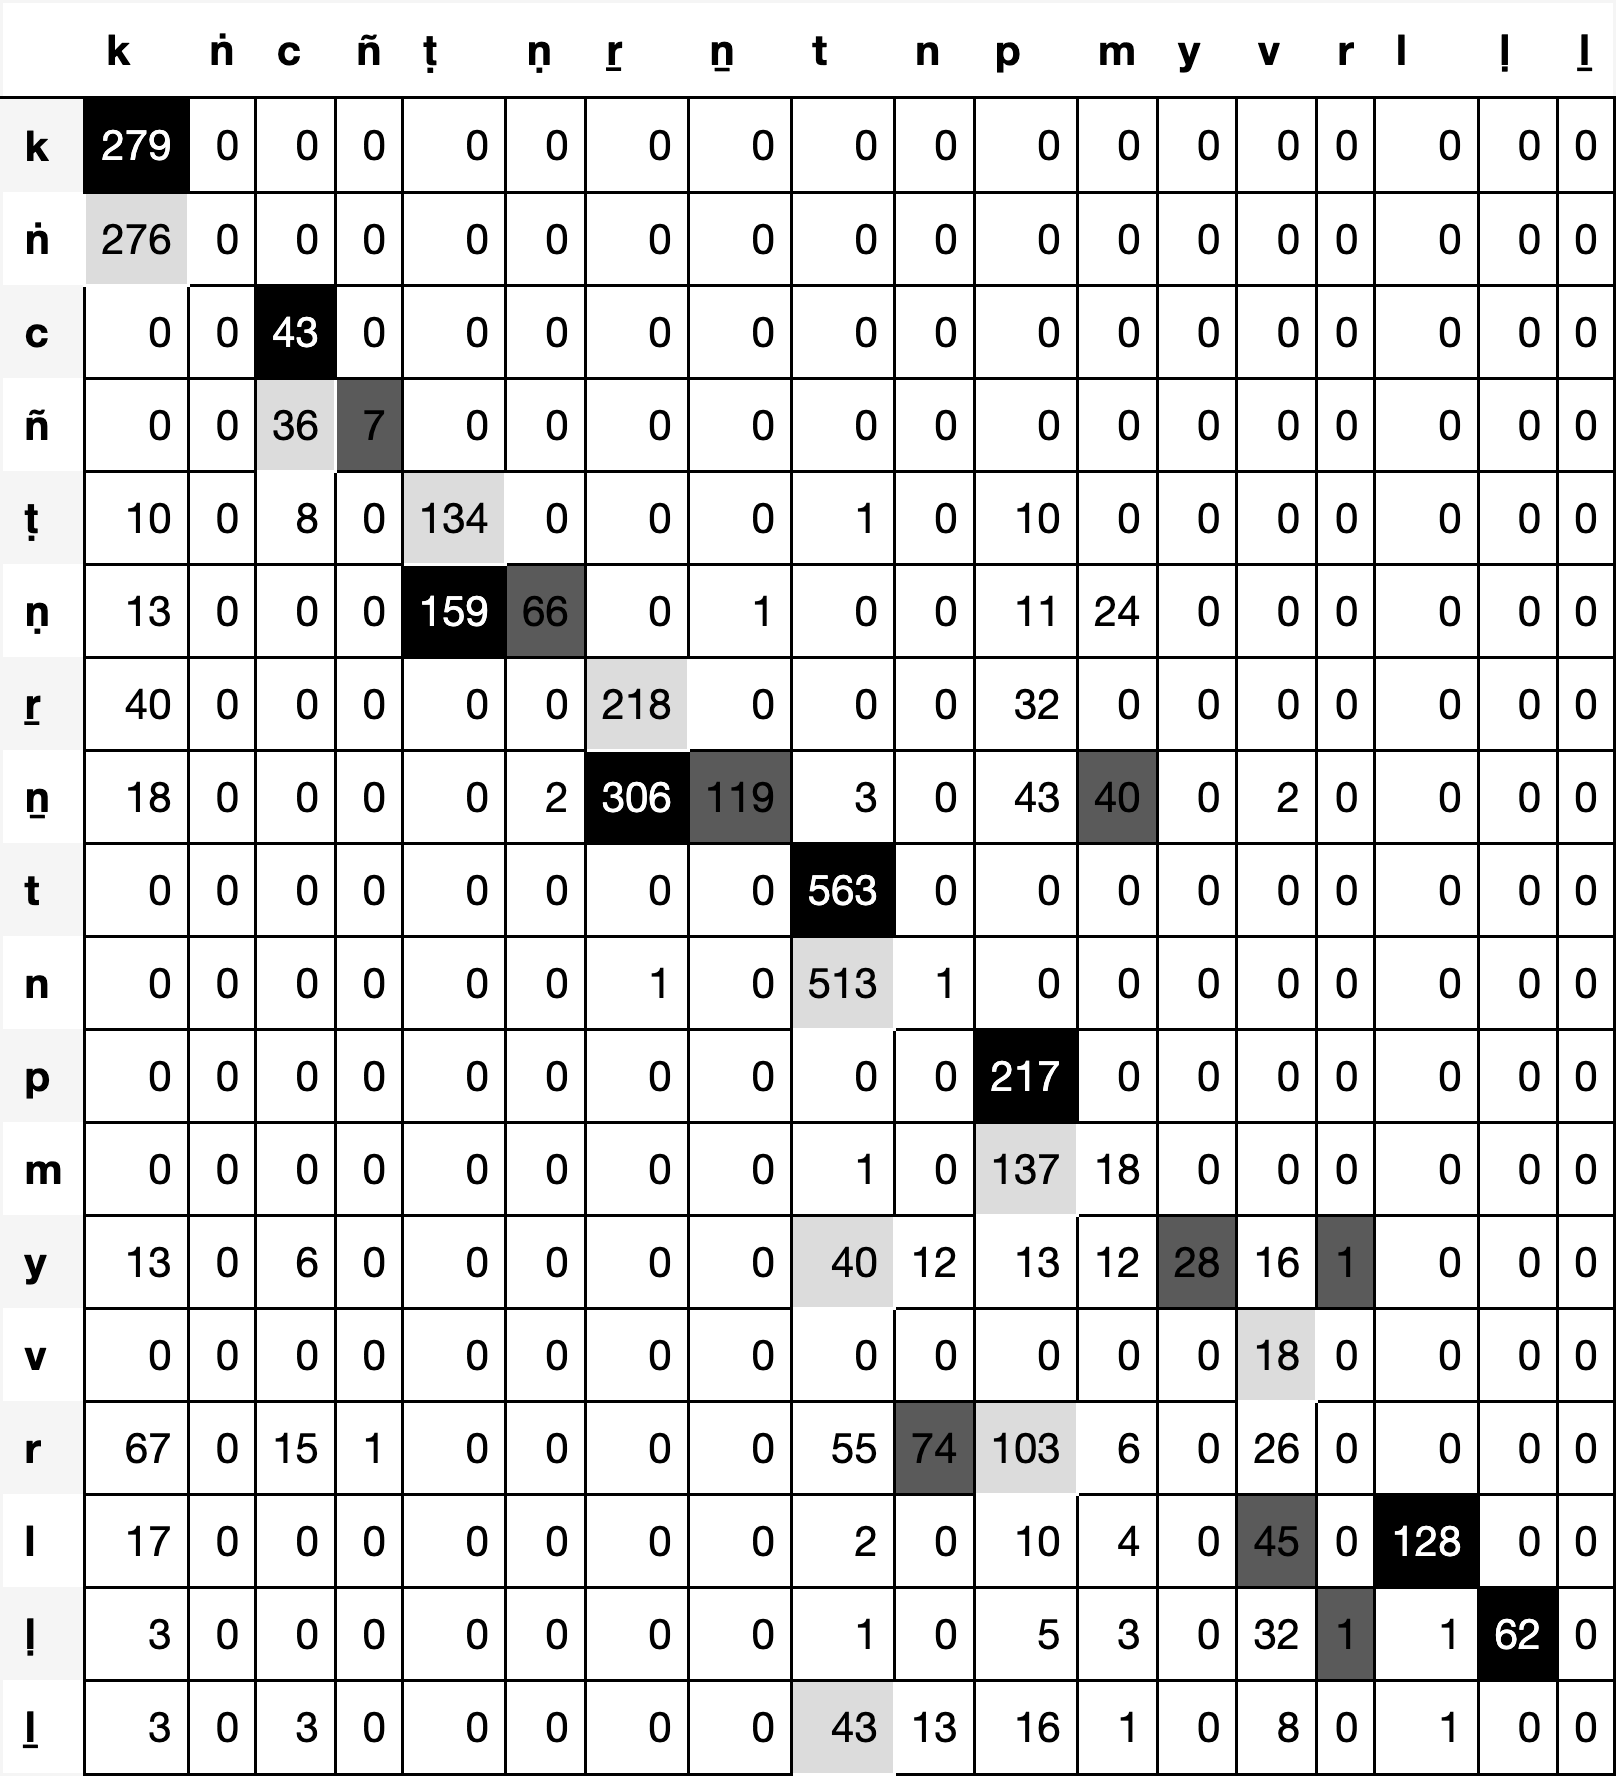 k ṅ c ñ ṭ ṇ ṟ ṉ t n p m y v r l ḷ ḻ
k 279 0 0 0 0 0 0 0 0 0 0 0 0 0 0 0 0 0
ṅ 276 0 0 0 0 0 0 0 0 0 0 0 0 0 0 0 0 0
c 0 0 43 0 0 0 0 0 0 0 0 0 0 0 0 0 0 0
ñ 0 0 36 7 0 0 0 0 0 0 0 0 0 0 0 0 0 0
ṭ 10 0 8 0 134 0 0 0 1 0 10 0 0 0 0 0 0 0
ṇ 13 0 0 0 159 66 0 1 0 0 11 24 0 0 0 0 0 0
ṟ 40 0 0 0 0 0 218 0 0 0 32 0 0 0 0 0 0 0
ṉ 18 0 0 0 0 2 306 119 3 0 43 40 0 2 0 0 0 0
t 0 0 0 0 0 0 0 0 563 0 0 0 0 0 0 0 0 0
n 0 0 0 0 0 0 1 0 513 1 0 0 0 0 0 0 0 0
p 0 0 0 0 0 0 0 0 0 0 217 0 0 0 0 0 0 0
m 0 0 0 0 0 0 0 0 1 0 137 18 0 0 0 0 0 0
y 13 0 6 0 0 0 0 0 40 12 13 12 28 16 1 0 0 0
v 0 0 0 0 0 0 0 0 0 0 0 0 0 18 0 0 0 0
r 67 0 15 1 0 0 0 0 55 74 103 6 0 26 0 0 0 0
l 17 0 0 0 0 0 0 0 2 0 10 4 0 45 0 128 0 0
ḷ 3 0 0 0 0 0 0 0 1 0 5 3 0 32 1 1 62 0
ḻ 3 0 3 0 0 0 0 0 43 13 16 1 0 8 0 1 0 0